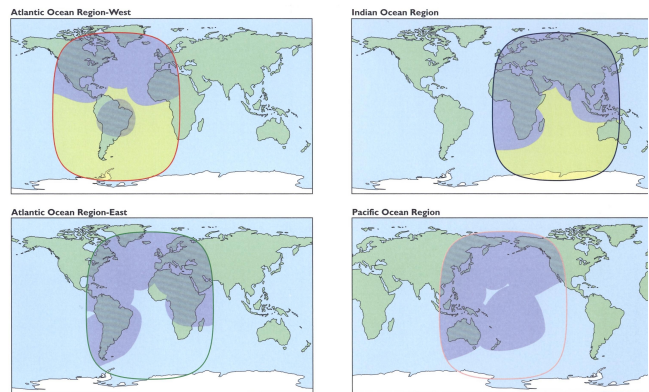 Atlantic Ocean Region-West
Indian Ocean Region
Atlantic Ocean Region-East
Pacific Ocean Region